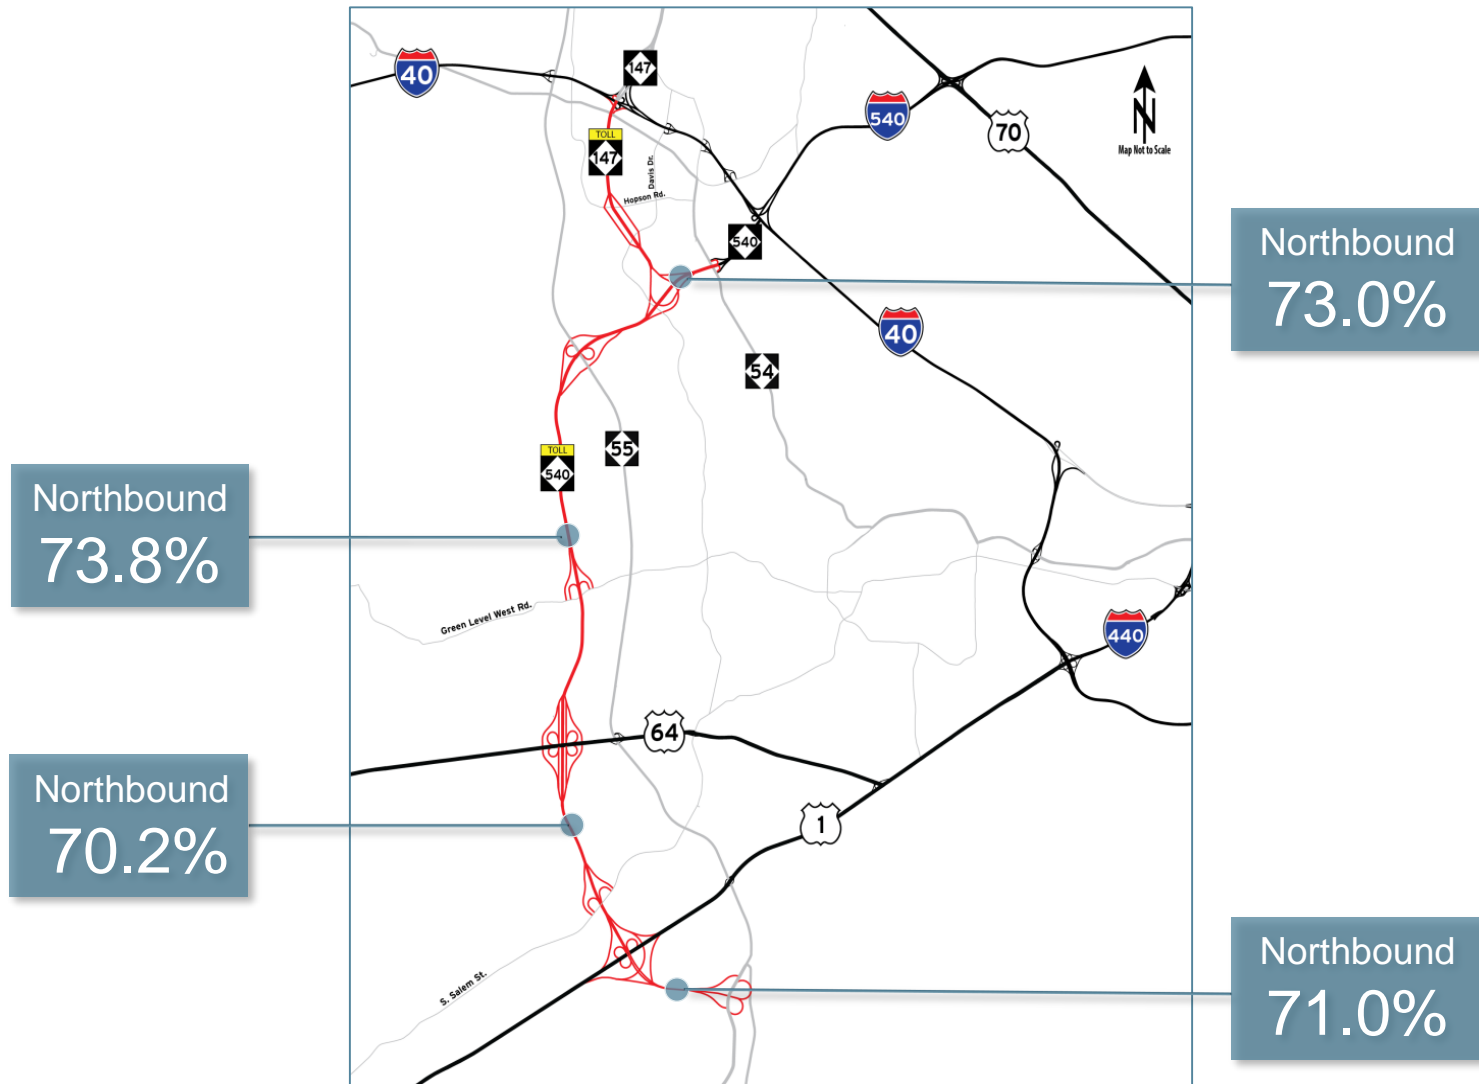 40
147
TOLL
147
Davis Dr.
Hopson Rd.
540
70
N
Map Not to Scale
540
Northbound
73.0%
40
54
TOLL
540
55
Northbound
73.8%
Green Level West Rd.
440
64
Northbound
70.2%
1
S. Salem St.
Northbound
71.0%